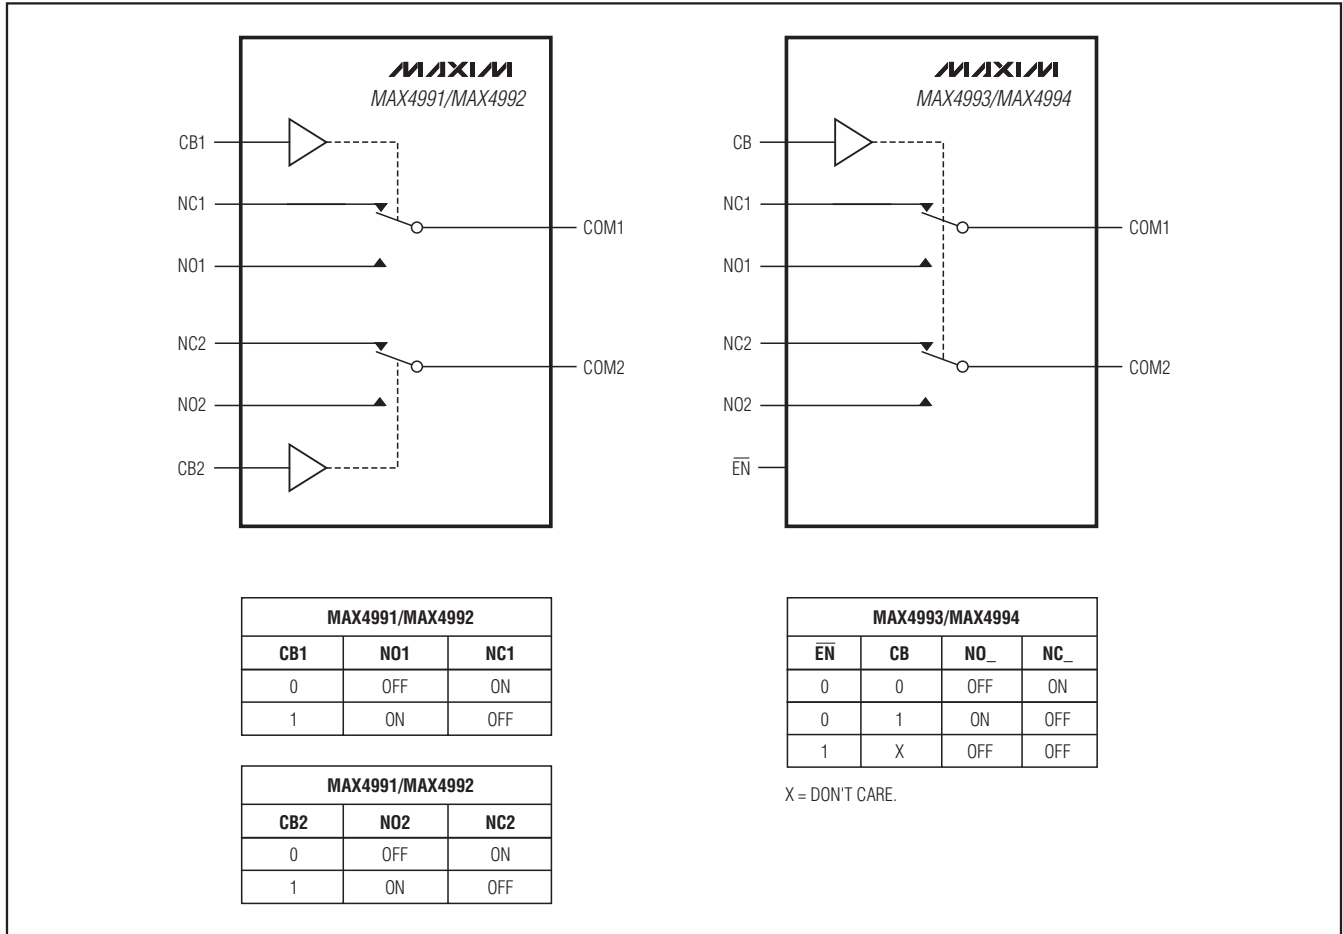 MAXIM
MAX4991/MAX4992
CB1
NC1
COM1
NO1
NC2
COM2
NO2
CB2
MAXIM
MAX4993/MAX4994
CB
NC1
COM1
NO1
NC2
COM2
NO2
EN
MAX4991/MAX4992
CB1 NO1 NC1
0 OFF ON
1 ON OFF
MAX4991/MAX4992
CB2 NO2 NC2
0 OFF ON
1 ON OFF
MAX4993/MAX4994
EN CB NO_ NC_
0 0 OFF ON
0 1 ON OFF
1 X OFF OFF
X = DON'T CARE.